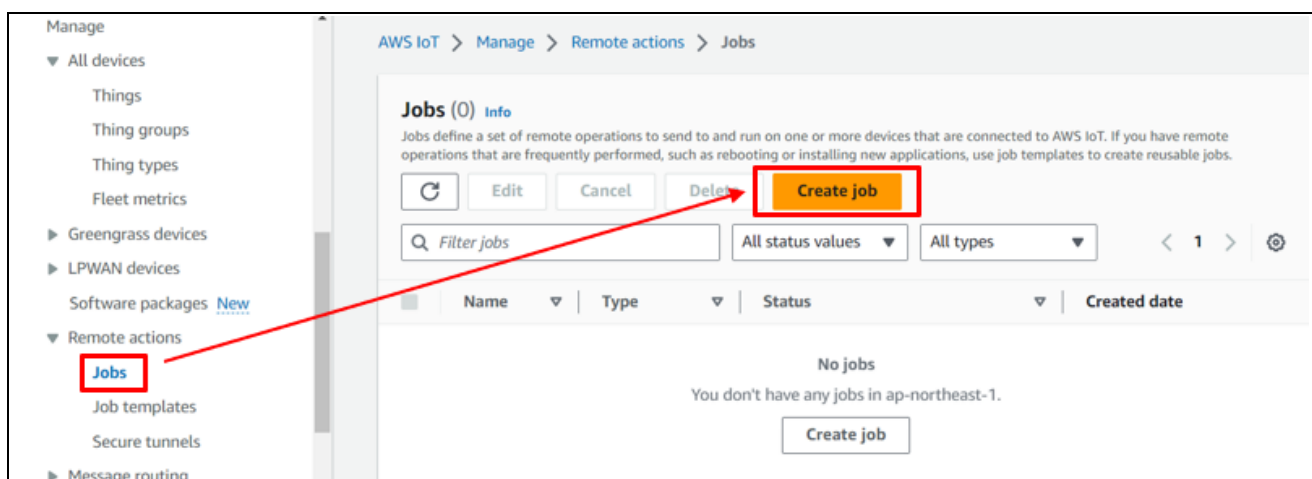 Manage
All devices
Things
Thing groups
Thing types
Fleet metrics
Greengrass devices
LPWAN devices
Software packages New
Remote actions
Jobs
Job templates
Secure tunnels
Message routing
AWS IoT > Manage > Remote actions > Jobs
Jobs (0) Info
Jobs define a set of remote operations to send to and run on one or more devices that are connected to AWS IoT. If you have remote
operations that are frequently performed, such as rebooting or installing new applications, use job templates to create reusable jobs.
Edit Cancel Delete Create job
Filter jobs All status values All types < 1 >
Name Type Status Created date
No jobs
You don't have any jobs in ap-northeast-1.
Create job